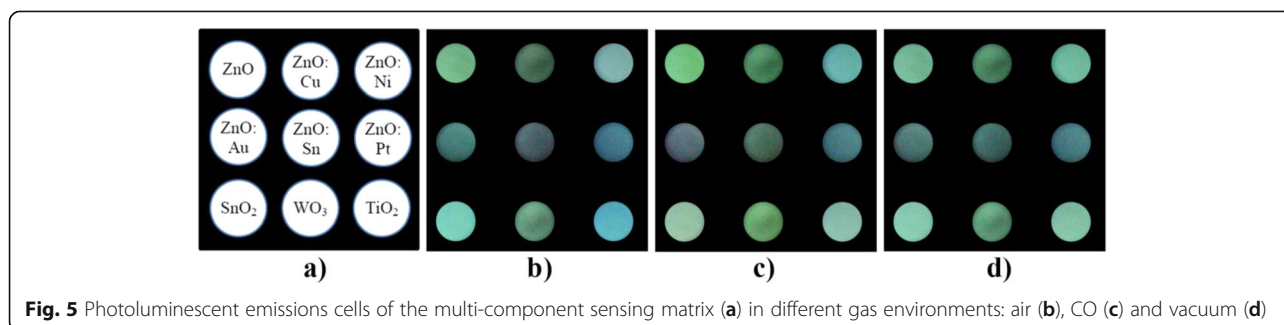 ZnO ZnO: Cu ZnO: Ni
ZnO: Au ZnO: Sn ZnO: Pt
SnO₂ WO₃ TiO₂
a) b) c) d)
Fig. 5 Photoluminescent emissions cells of the multi-component sensing matrix (a) in different gas environments: air (b), CO (c) and vacuum (d)